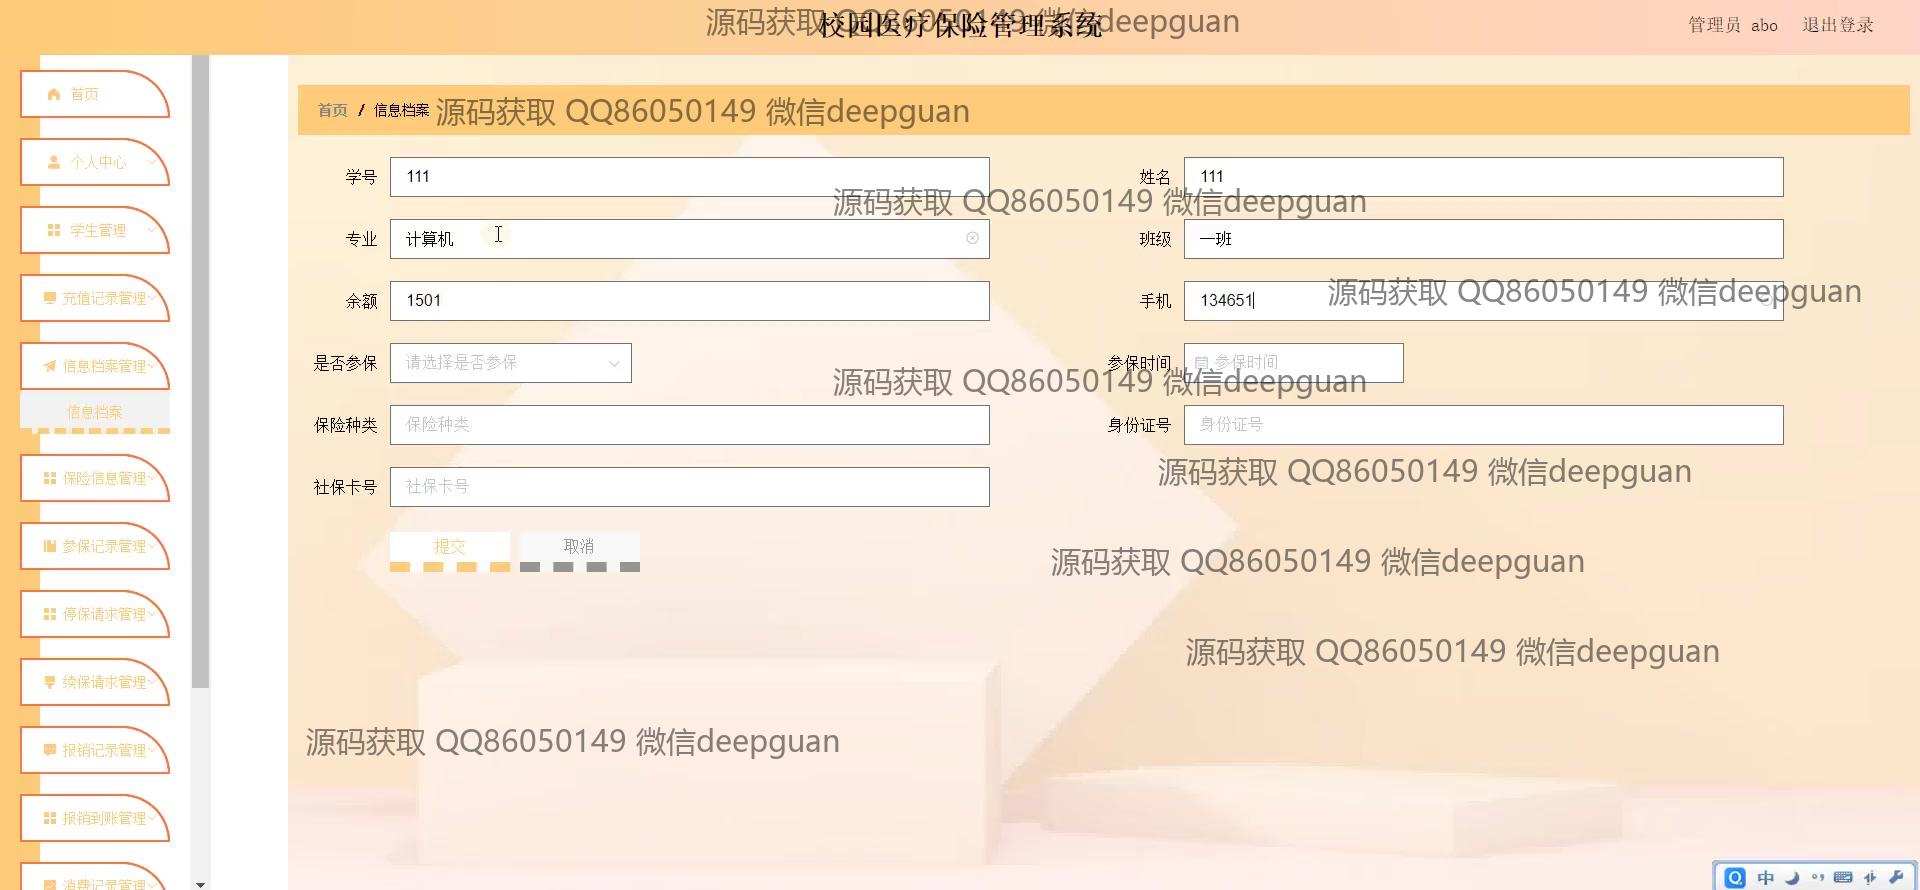 校园医疗保险管理系统
源码获取 QQ86050149 微信deepguan
管理员 abo
退出登录
首页
个人中心
学生管理
充值记录管理
信息档案管理
信息档案
保险信息管理
参保记录管理
停保请求管理
续保请求管理
报销记录管理
报销到账管理
消费记录管理
首页 / 信息档案
源码获取 QQ86050149 微信deepguan
学号 111
姓名 111
源码获取 QQ86050149 微信deepguan
专业 计算机
班级 一班
余额 1501
手机 134651
源码获取 QQ86050149 微信deepguan
是否参保 请选择是否参保
参保时间 参保时间
源码获取 QQ86050149 微信deepguan
保险种类 保险种类
身份证号 身份证号
源码获取 QQ86050149 微信deepguan
社保卡号 社保卡号
提交
取消
源码获取 QQ86050149 微信deepguan
源码获取 QQ86050149 微信deepguan
源码获取 QQ86050149 微信deepguan
中